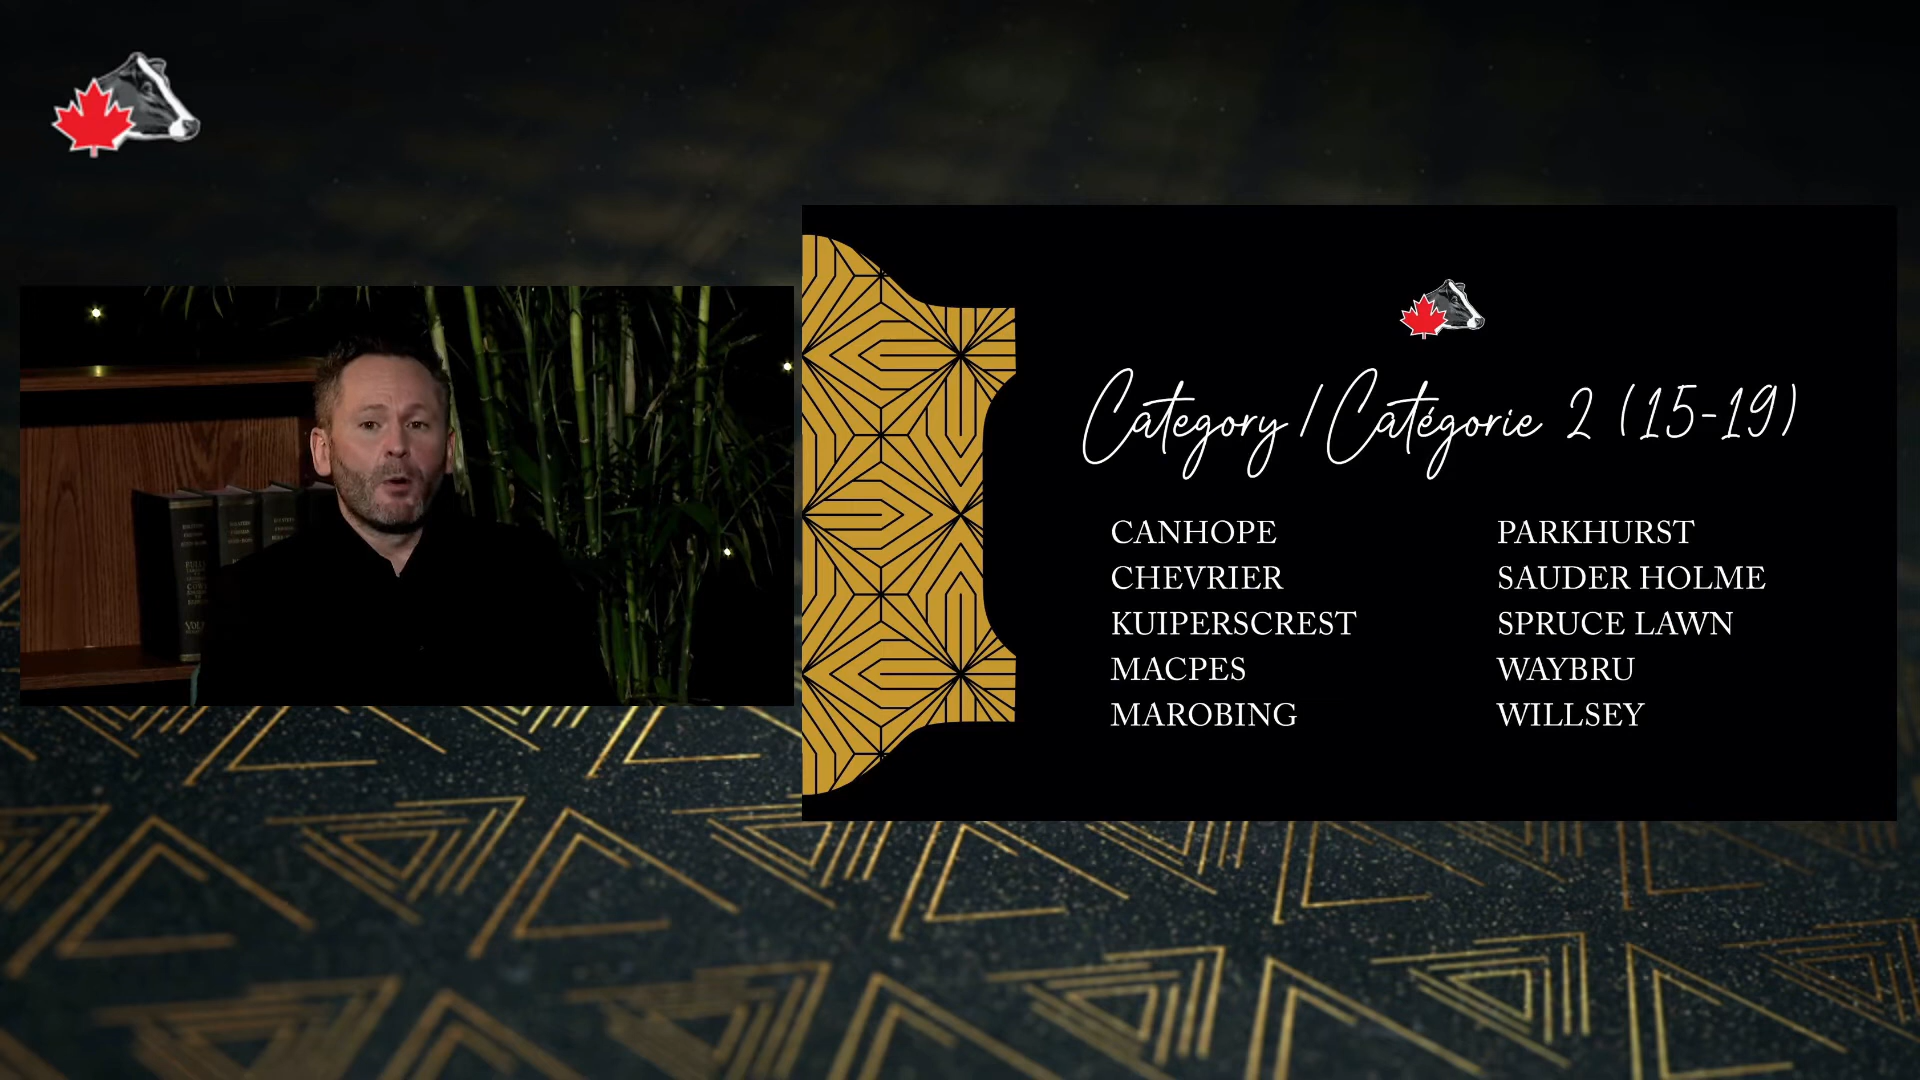 Category / Catégorie 2 (15-19)
CANHOPE
CHEVRIER
KUIPERSCREST
MACPES
MAROBING
PARKHURST
SAUDER HOLME
SPRUCE LAWN
WAYBRU
WILLSEY